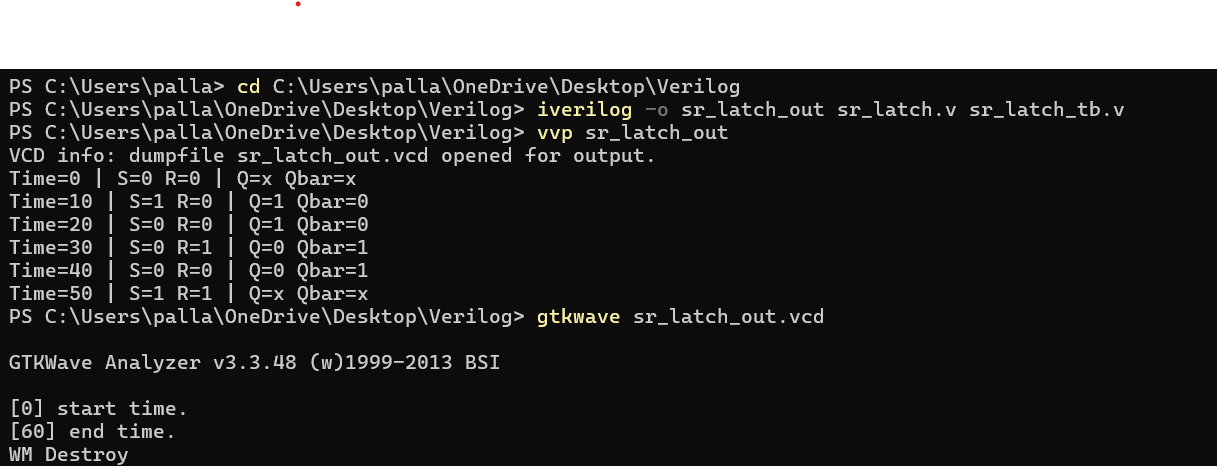 PS C:\Users\palla> cd C:\Users\palla\OneDrive\Desktop\Verilog
PS C:\Users\palla\OneDrive\Desktop\Verilog> iverilog -o sr_latch_out sr_latch.v sr_latch_tb.v
PS C:\Users\palla\OneDrive\Desktop\Verilog> vvp sr_latch_out
VCD info: dumpfile sr_latch_out.vcd opened for output.
Time=0 | S=0 R=0 | Q=x Qbar=x
Time=10 | S=1 R=0 | Q=1 Qbar=0
Time=20 | S=0 R=0 | Q=1 Qbar=0
Time=30 | S=0 R=1 | Q=0 Qbar=1
Time=40 | S=0 R=0 | Q=0 Qbar=1
Time=50 | S=1 R=1 | Q=x Qbar=x
PS C:\Users\palla\OneDrive\Desktop\Verilog> gtkwave sr_latch_out.vcd
GTKWave Analyzer v3.3.48 (w)1999-2013 BSI
[0] start time.
[60] end time.
WM Destroy